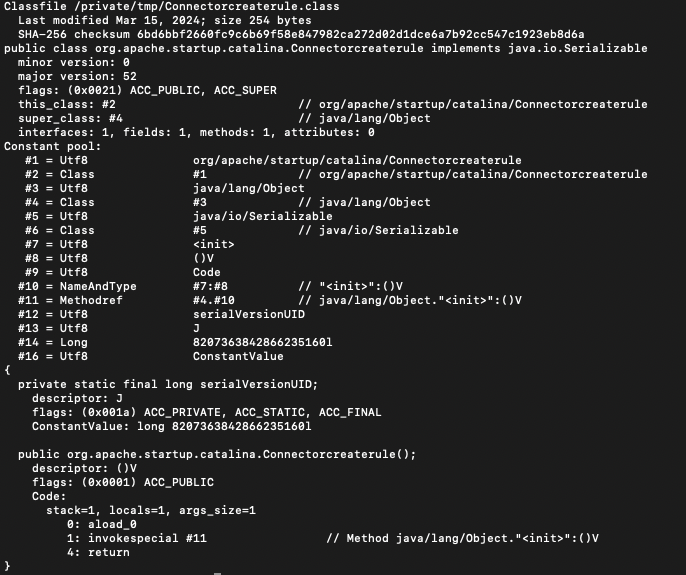 Classfile /private/tmp/Connectorcreaterule.class
  Last modified Mar 15, 2024; size 254 bytes
  SHA-256 checksum 6bd6bbf2660fc9c6b69f58e847982ca272d02d1dce6a7b92cc547c1923eb8d6a
public class org.apache.startup.catalina.Connectorcreaterule implements java.io.Serializable
  minor version: 0
  major version: 52
  flags: (0x0021) ACC_PUBLIC, ACC_SUPER
  this_class: #2                          // org/apache/startup/catalina/Connectorcreaterule
  super_class: #4                         // java/lang/Object
  interfaces: 1, fields: 1, methods: 1, attributes: 0
Constant pool:
   #1 = Utf8               org/apache/startup/catalina/Connectorcreaterule
   #2 = Class              #1             // org/apache/startup/catalina/Connectorcreaterule
   #3 = Utf8               java/lang/Object
   #4 = Class              #3             // java/lang/Object
   #5 = Utf8               java/io/Serializable
   #6 = Class              #5             // java/io/Serializable
   #7 = Utf8               <init>
   #8 = Utf8               ()V
   #9 = Utf8               Code
  #10 = NameAndType        #7:#8          // "<init>":()V
  #11 = Methodref          #4.#10         // java/lang/Object."<init>":()V
  #12 = Utf8               serialVersionUID
  #13 = Utf8               J
  #14 = Long               8207363842866235160l
  #16 = Utf8               ConstantValue
{
  private static final long serialVersionUID;
    descriptor: J
    flags: (0x001a) ACC_PRIVATE, ACC_STATIC, ACC_FINAL
    ConstantValue: long 8207363842866235160l

  public org.apache.startup.catalina.Connectorcreaterule();
    descriptor: ()V
    flags: (0x0001) ACC_PUBLIC
    Code:
      stack=1, locals=1, args_size=1
         0: aload_0
         1: invokespecial #11                 // Method java/lang/Object."<init>":()V
         4: return
}